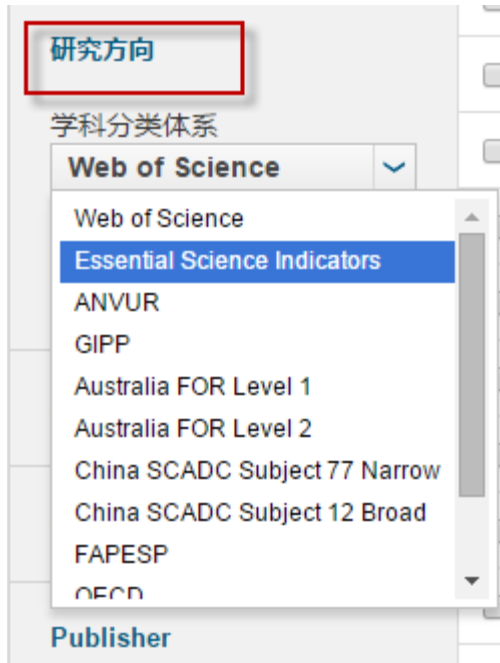 研究方向
学科分类体系
Web of Science
Web of Science
Essential Science Indicators
ANVUR
GIPP
Australia FOR Level 1
Australia FOR Level 2
China SCADC Subject 77 Narrow
China SCADC Subject 12 Broad
FAPESP
OECD
Publisher